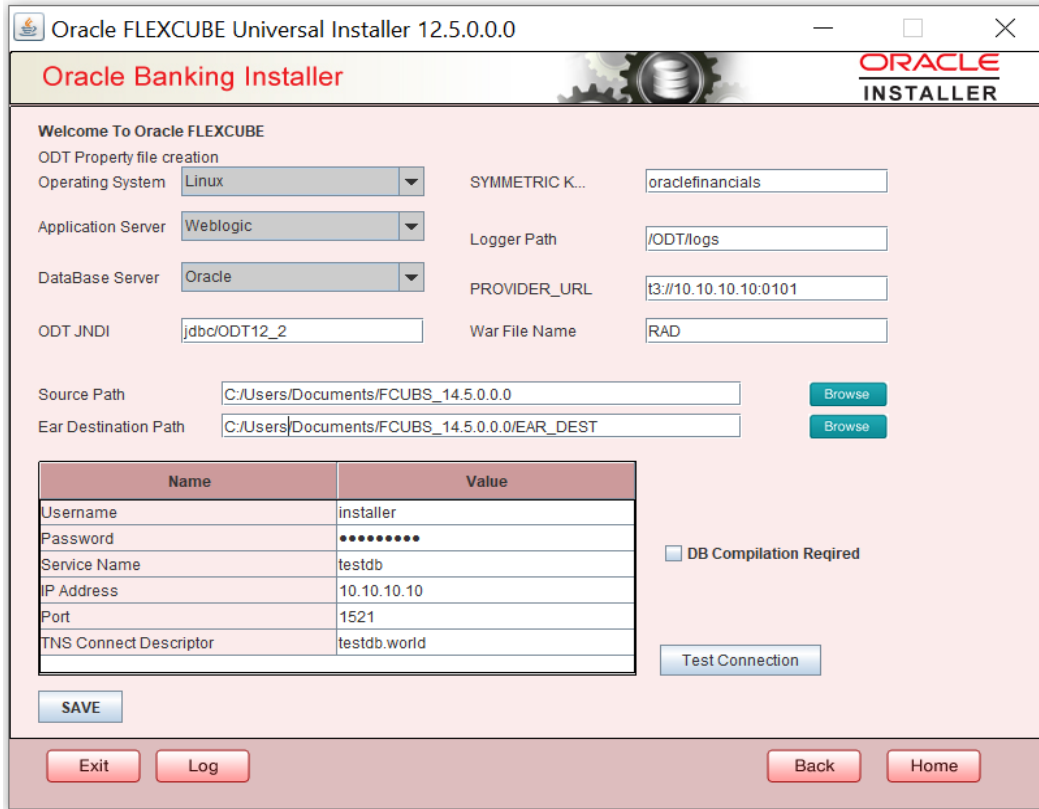 Oracle FLEXCUBE Universal Installer 12.5.0.0.0
Oracle Banking Installer
ORACLE
INSTALLER
Welcome To Oracle FLEXCUBE
ODT Property file creation
Operating System Linux SYMMETRIC K... oraclefinancials
Application Server Weblogic
Logger Path /ODT/logs
DataBase Server Oracle
PROVIDER_URL t3://10.10.10.10:0101
ODT JNDI jdbc/ODT12_2 War File Name RAD
Source Path C:/Users/Documents/FCUBS_14.5.0.0.0 Browse
Ear Destination Path C:/Users/Documents/FCUBS_14.5.0.0.0/EAR_DEST Browse
Name Value
Username installer
Password •••••••••
Service Name testdb
IP Address 10.10.10.10
Port 1521
TNS Connect Descriptor testdb.world
DB Compilation Reqired
Test Connection
SAVE
Exit Log Back Home